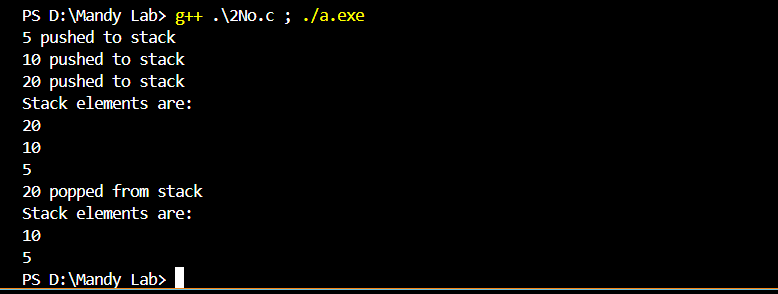 PS D:\Mandy Lab> g++ .\2No.c ; ./a.exe
5 pushed to stack
10 pushed to stack
20 pushed to stack
Stack elements are:
20
10
5
20 popped from stack
Stack elements are:
10
5
PS D:\Mandy Lab>